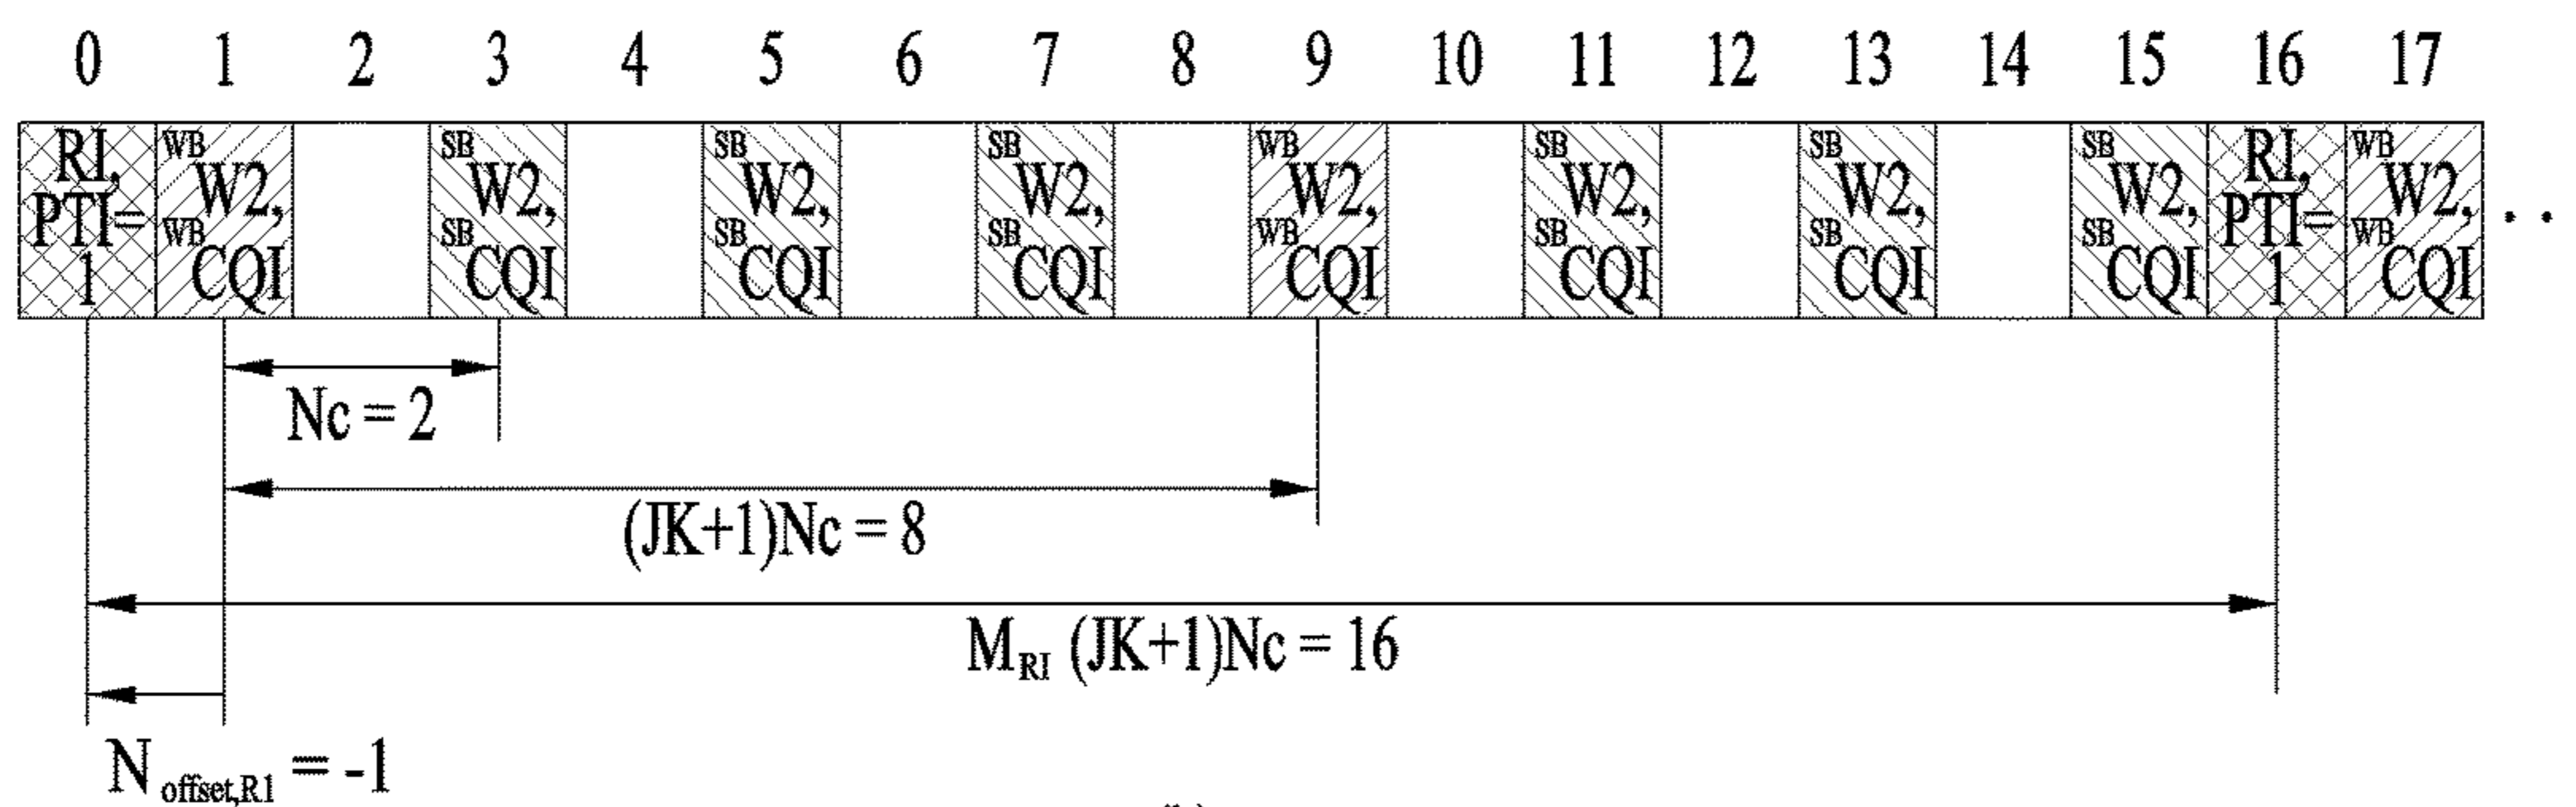 0 1 2 3 4 5 6 7 8 9 10 11 12 13 14 15 16 17
RI, PTI= 1
WB W2, WB CQI
SB W2, SB CQI
SB W2, SB CQI
SB W2, SB CQI
WB W2, WB CQI
SB W2, SB CQI
SB W2, SB CQI
SB W2, SB CQI
RI, PTI= 1
WB W2, WB CQI
. .
Nc = 2
(JK+1)Nc = 8
M_RI (JK+1)Nc = 16
N_offset,R1 = -1